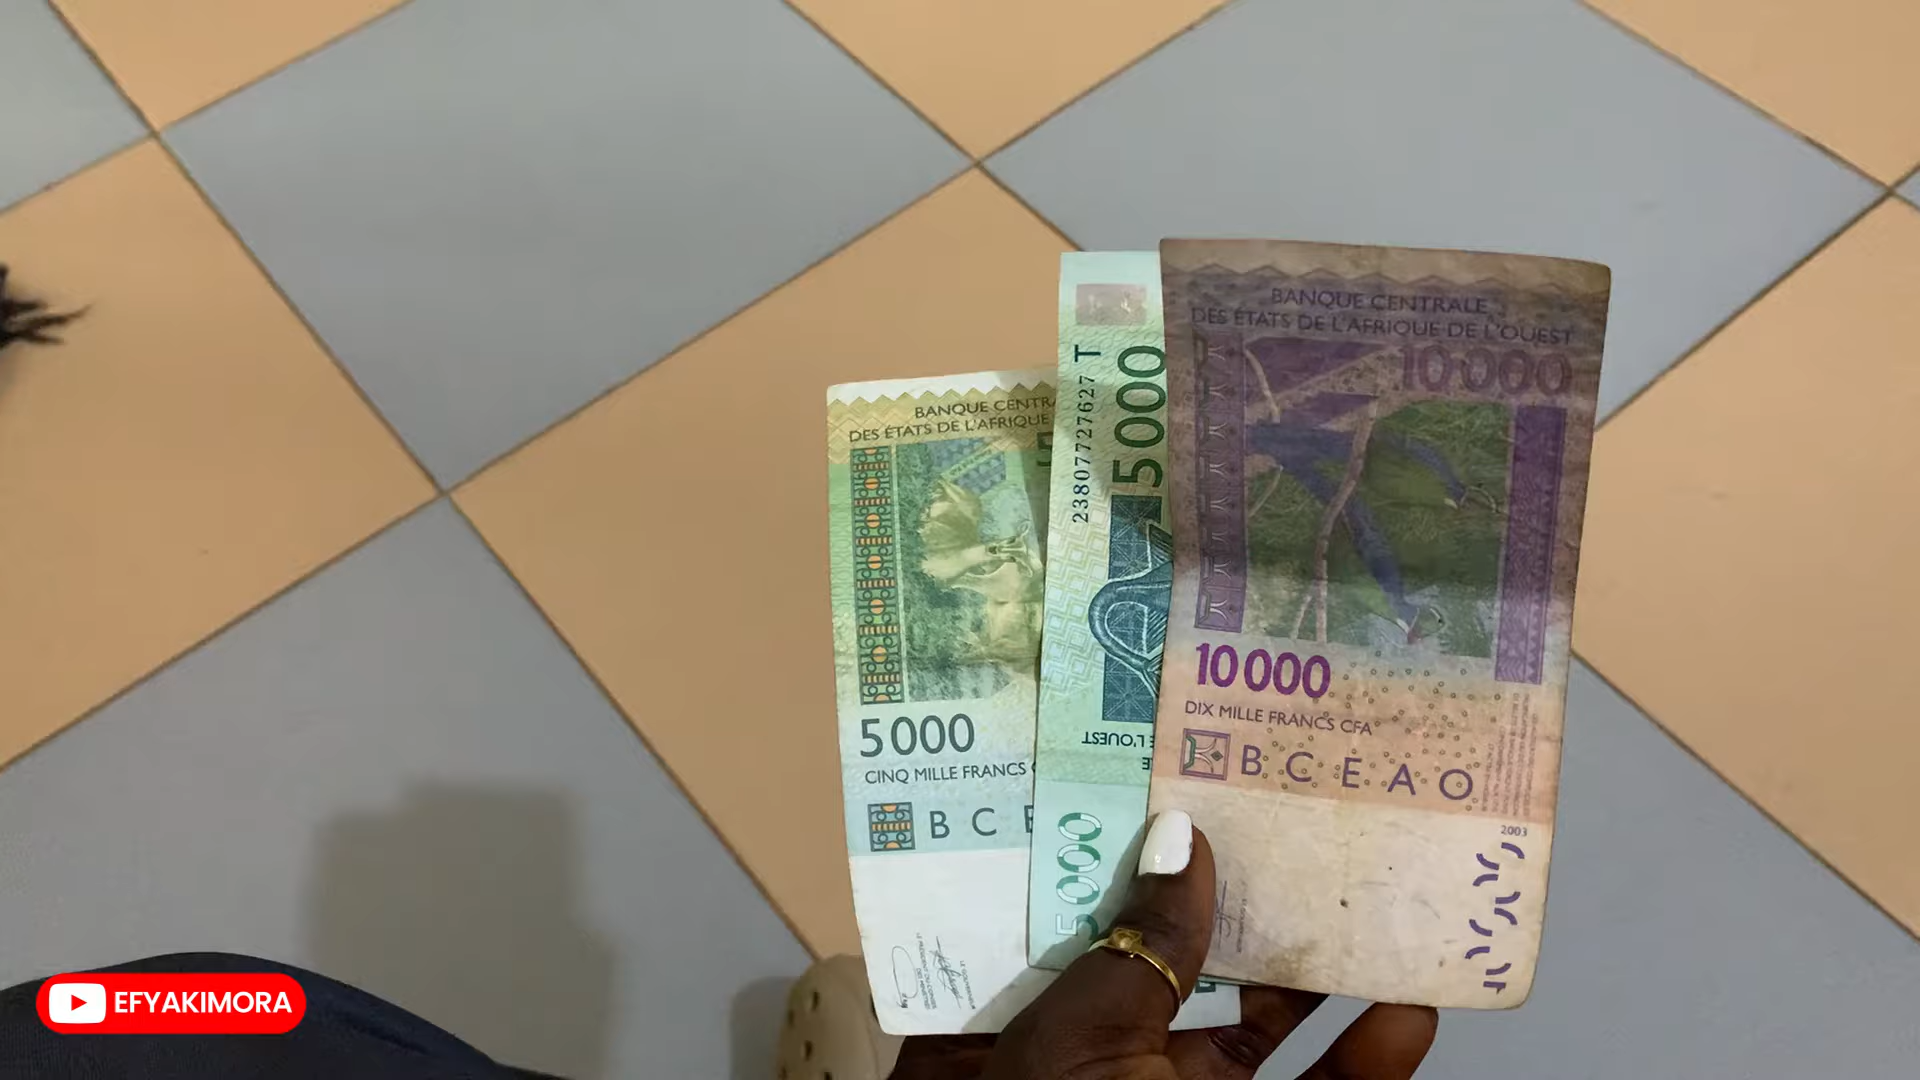 BANQUE CENTR
DES ÉTATS DE L'AFRIQUE
5000
CINQ MILLE FRANCS
B C E
23807727627 T
5000
L'OUEST
5000
BANQUE CENTRALE
DES ÉTATS DE L'AFRIQUE DE L'OUEST
10000
10000
DIX MILLE FRANCS CFA
B C E A O
2003
EFYAKIMORA